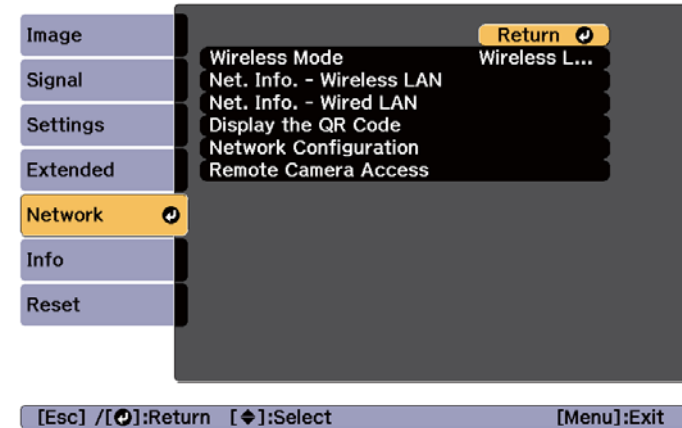 Image
Signal
Settings
Extended
Network
Info
Reset
Return
Wireless Mode Wireless L...
Net. Info. - Wireless LAN
Net. Info. - Wired LAN
Display the QR Code
Network Configuration
Remote Camera Access
[Esc] /[⏎]:Return [◆]:Select [Menu]:Exit